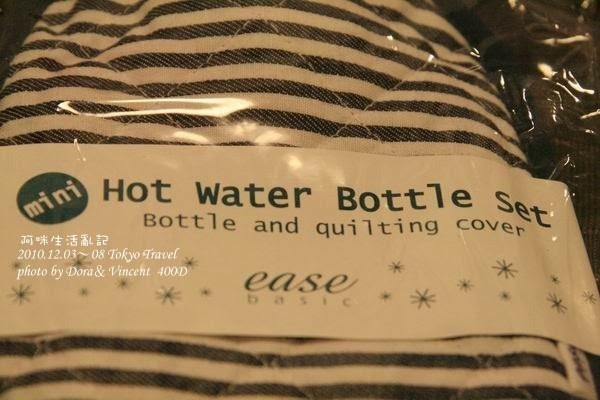 mini
Hot Water Bottle Set
Bottle and quilting cover
阿咪生活亂記
2010.12.03~ 08 Tokyo Travel
photo by Dora & Vincent 400D
ease
basic